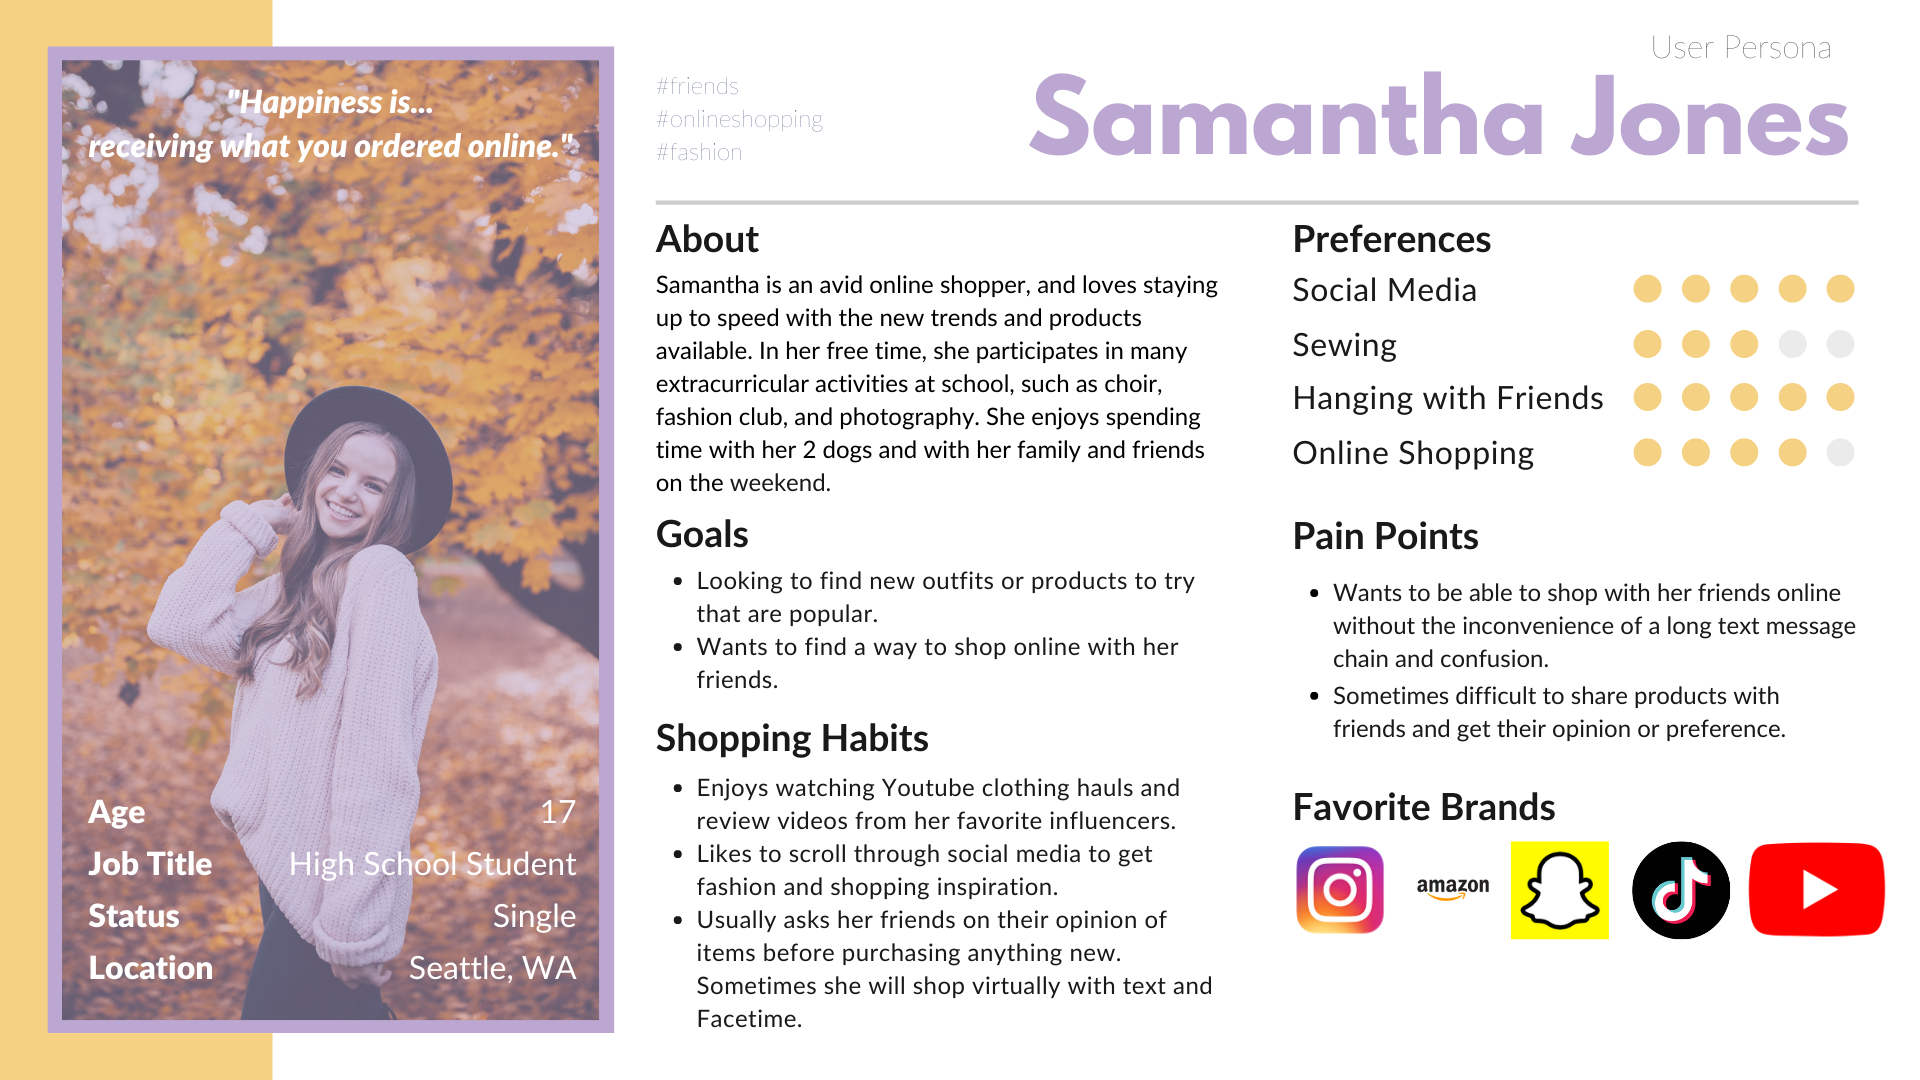 "Happiness is...
receiving what you ordered online."
Age 17
Job Title High School Student
Status Single
Location Seattle, WA
#friends
#onlineshopping
#fashion
User Persona
Samantha Jones
About
Samantha is an avid online shopper, and loves staying
up to speed with the new trends and products
available. In her free time, she participates in many
extracurricular activities at school, such as choir,
fashion club, and photography. She enjoys spending
time with her 2 dogs and with her family and friends
on the weekend.
Goals
• Looking to find new outfits or products to try
that are popular.
• Wants to find a way to shop online with her
friends.
Shopping Habits
• Enjoys watching Youtube clothing hauls and
review videos from her favorite influencers.
• Likes to scroll through social media to get
fashion and shopping inspiration.
• Usually asks her friends on their opinion of
items before purchasing anything new.
Sometimes she will shop virtually with text and
Facetime.
Preferences
Social Media
Sewing
Hanging with Friends
Online Shopping
Pain Points
• Wants to be able to shop with her friends online
without the inconvenience of a long text message
chain and confusion.
• Sometimes difficult to share products with
friends and get their opinion or preference.
Favorite Brands
amazon